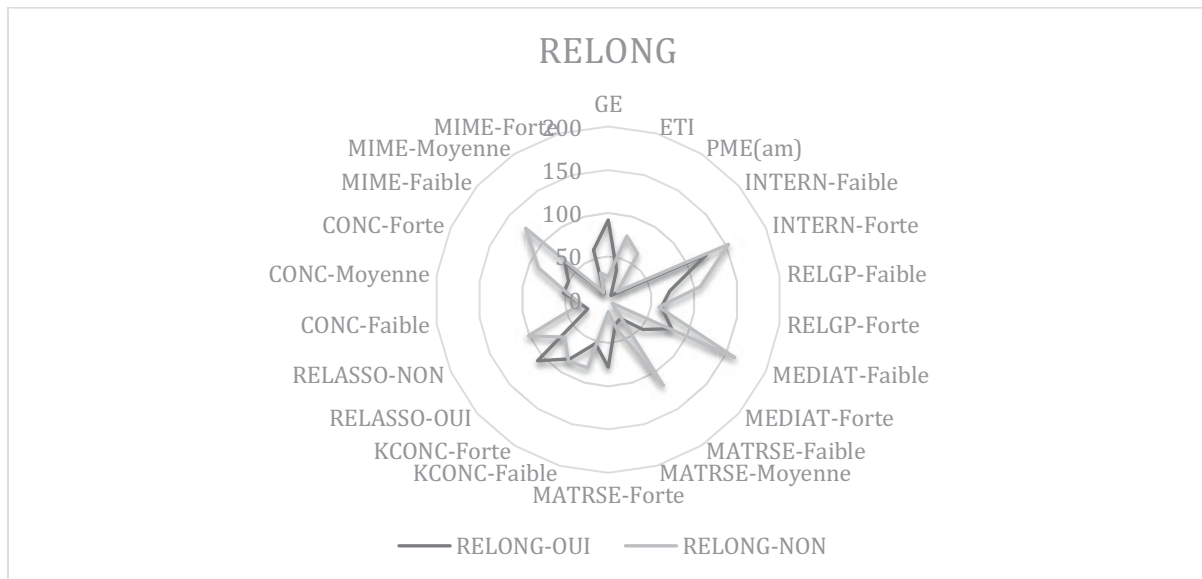 RELONG
GE
ETI
PME(am)
INTERN-Faible
INTERN-Forte
RELGP-Faible
RELGP-Forte
MEDIAT-Faible
MEDIAT-Forte
MATRSE-Faible
MATRSE-Moyenne
MATRSE-Forte
KCONC-Faible
KCONC-Forte
RELASSO-OUI
RELASSO-NON
CONC-Faible
CONC-Moyenne
CONC-Forte
MIME-Faible
MIME-Moyenne
MIME-Forte
200
150
100
50
0
RELONG-OUI RELONG-NON